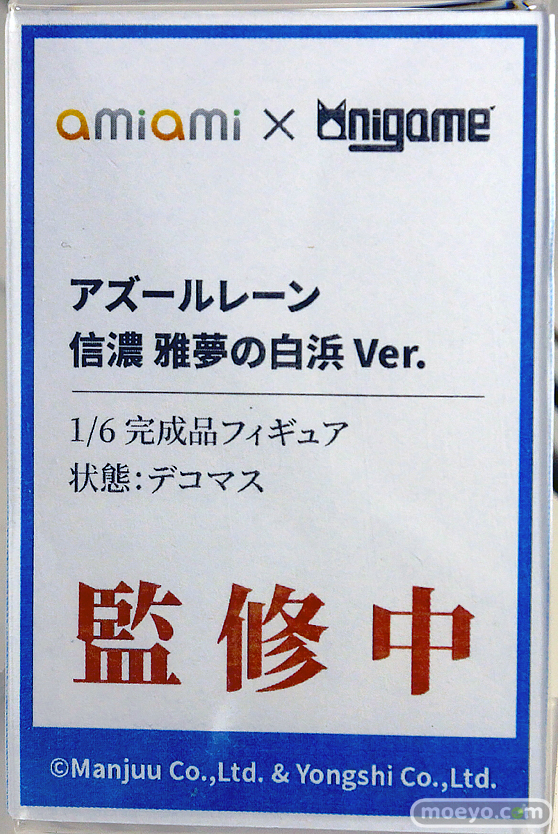 amiami × Onigame
アズールレーン
信濃 雅夢の白浜 Ver.
1/6 完成品フィギュア
状態：デコマス
監修中
©Manjuu Co.,Ltd. & Yongshi Co.,Ltd.
moeyo.com